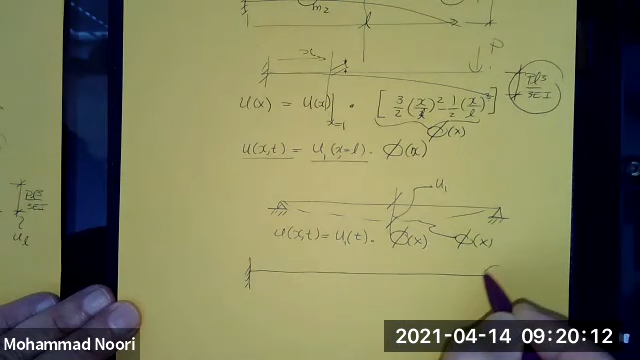 m₂ l
x P
u(x) = u(x)| · [3/2 (x/l)² - 1/2 (x/l)³] Pl³/3EI
x=l
ϕ(x)
u(x,t) = u₁(x=l) · ϕ(x)
Pl³/3EI
u₁
u(x,t) = u₁(t) · ϕ(x) ϕ(x)
Mohammad Noori
2021-04-14 09:20:12